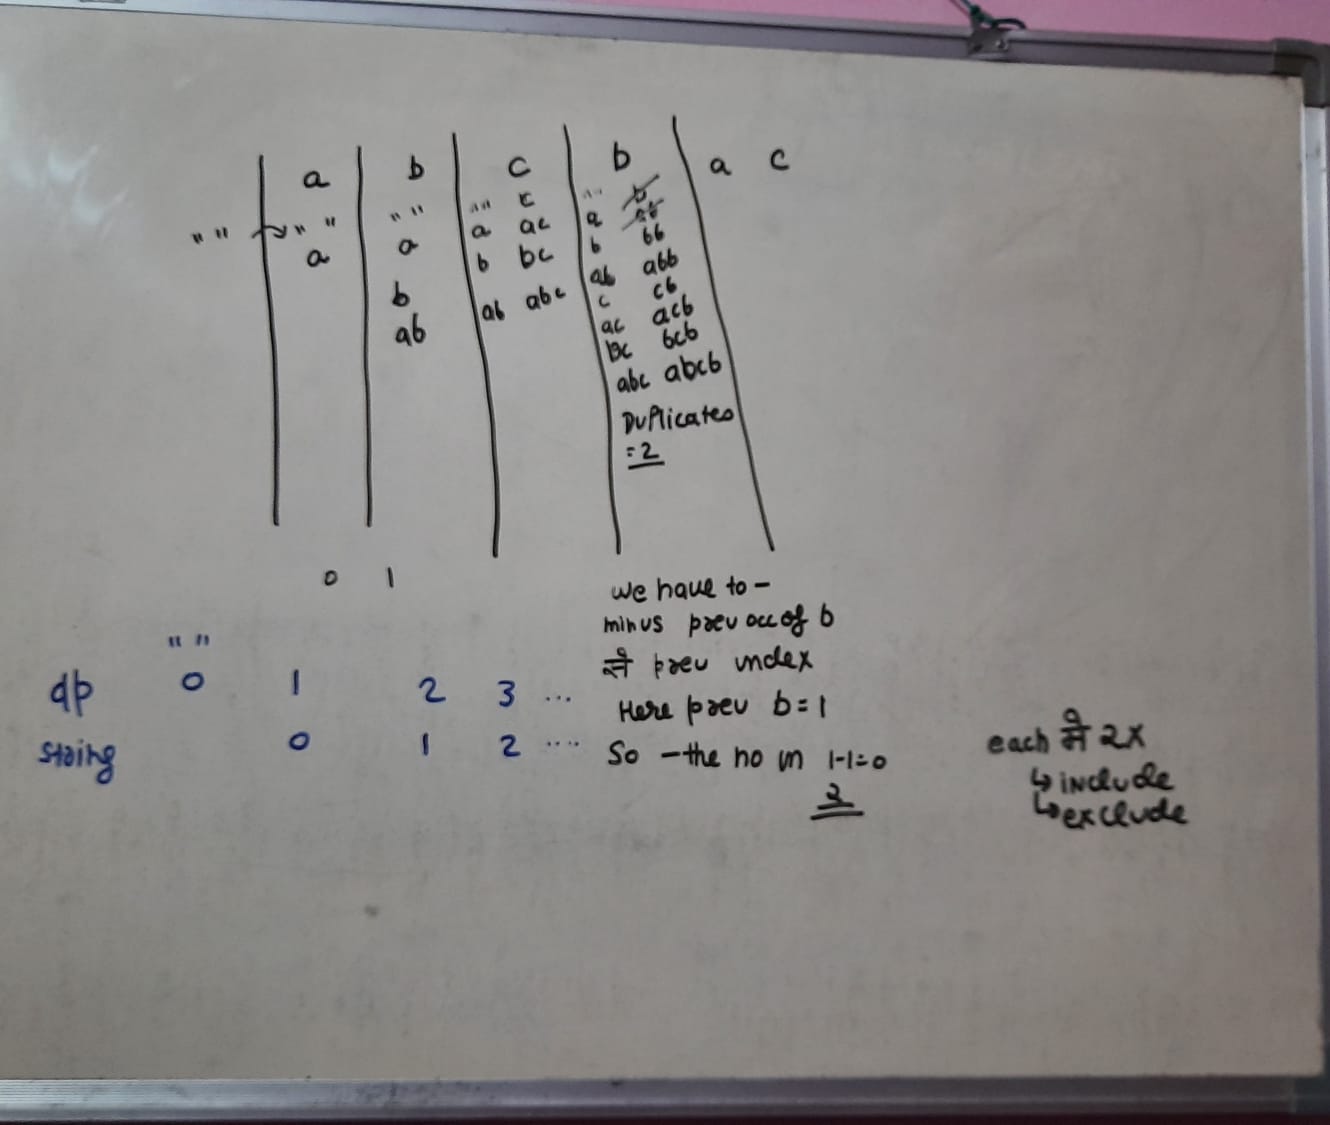 a b c b a c
"" "" "" "" c "" b
a a a ac a ab
b b bc b bb
ab ab abc ab abb
c cb
ac acb
bc bcb
abc abcb
Duplicates
=2
0 1
we have to -
minus prev occ of b
से prev index
Here prev b=1
So - the no in 1-1=0
2
"" 
dp 0 1 2 3 ...
string 0 1 2 ....
each में 2x
↳ include
↳ exclude